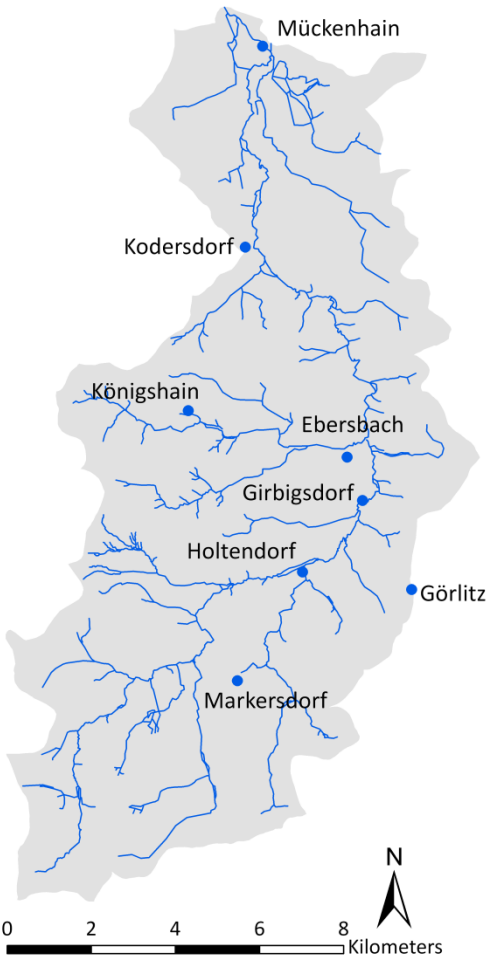 Mückenhain
Kodersdorf
Königshain
Ebersbach
Girbigsdorf
Holtendorf
Görlitz
Markersdorf
N
0 2 4 6 8
Kilometers